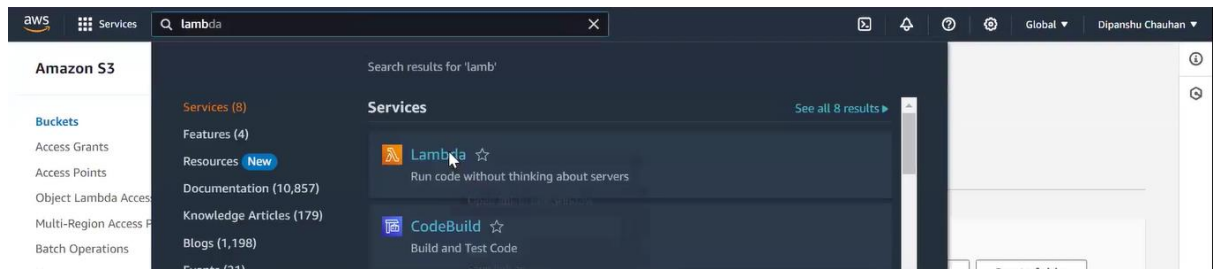 aws Services lambda Global Dipanshu Chauhan
Amazon S3
Buckets
Access Grants
Access Points
Object Lambda Acces
Multi-Region Access P
Batch Operations
Search results for 'lamb'
Services (8)
Features (4)
Resources New
Documentation (10,857)
Knowledge Articles (179)
Blogs (1,198)
Services
See all 8 results
Lambda
Run code without thinking about servers
CodeBuild
Build and Test Code